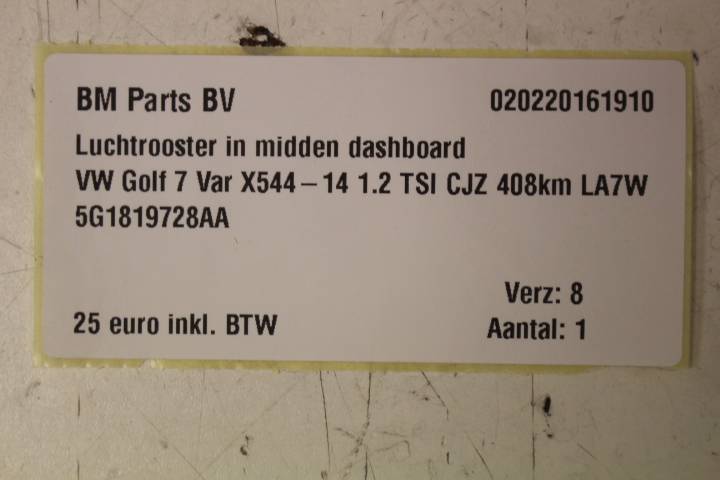 BM Parts BV 020220161910
Luchtrooster in midden dashboard
VW Golf 7 Var X544 – 14 1.2 TSI CJZ 408km LA7W
5G1819728AA
Verz: 8
25 euro inkl. BTW Aantal: 1